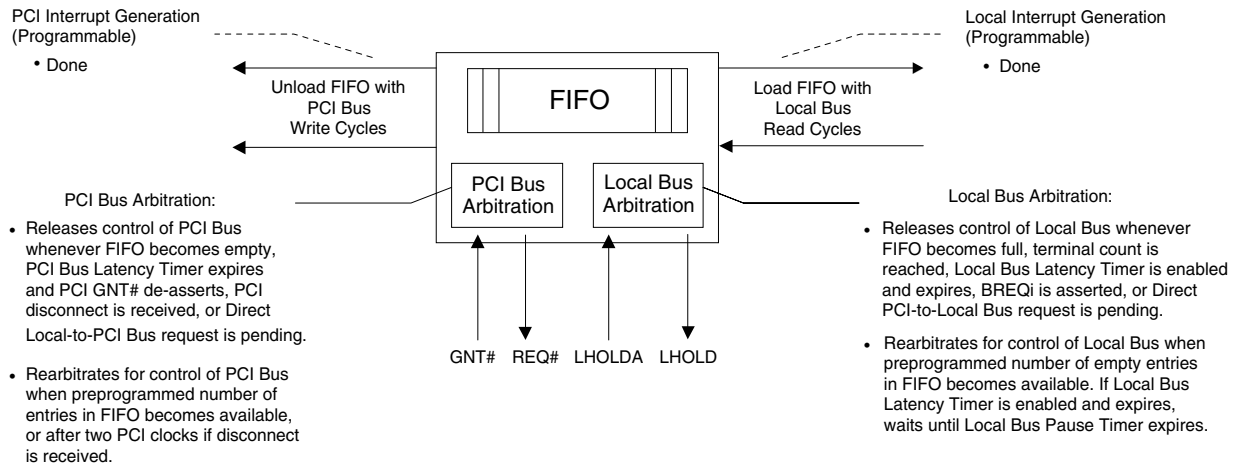 PCI Interrupt Generation
(Programmable)
• Done
Local Interrupt Generation
(Programmable)
• Done
Unload FIFO with
PCI Bus
Write Cycles
FIFO
Load FIFO with
Local Bus
Read Cycles
PCI Bus
Arbitration
Local Bus
Arbitration
PCI Bus Arbitration:
• Releases control of PCI Bus
whenever FIFO becomes empty,
PCI Bus Latency Timer expires
and PCI GNT# de-asserts, PCI
disconnect is received, or Direct
Local-to-PCI Bus request is pending.
• Rearbitrates for control of PCI Bus
when preprogrammed number of
entries in FIFO becomes available,
or after two PCI clocks if disconnect
is received.
GNT# REQ# LHOLDA LHOLD
Local Bus Arbitration:
• Releases control of Local Bus whenever
FIFO becomes full, terminal count is
reached, Local Bus Latency Timer is enabled
and expires, BREQi is asserted, or Direct
PCI-to-Local Bus request is pending.
• Rearbitrates for control of Local Bus when
preprogrammed number of empty entries
in FIFO becomes available. If Local Bus
Latency Timer is enabled and expires,
waits until Local Bus Pause Timer expires.